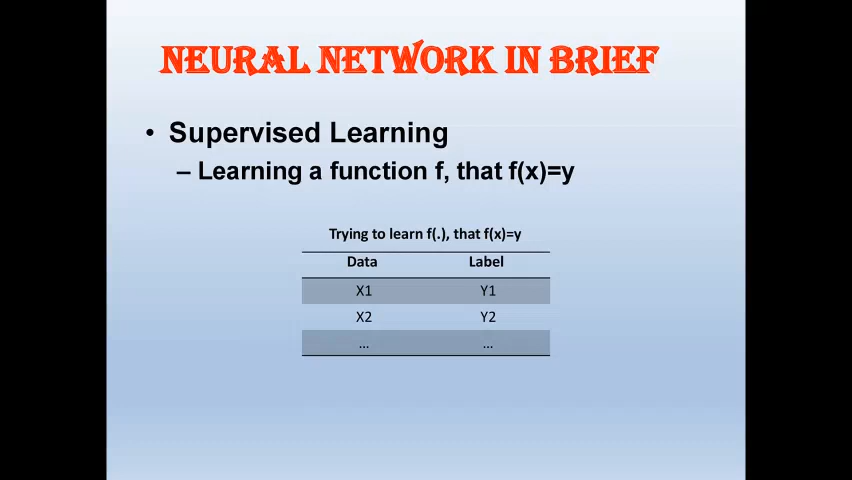 NEURAL NETWORK IN BRIEF
• Supervised Learning
– Learning a function f, that f(x)=y
Trying to learn f(.), that f(x)=y
Data Label
X1 Y1
X2 Y2
... ...